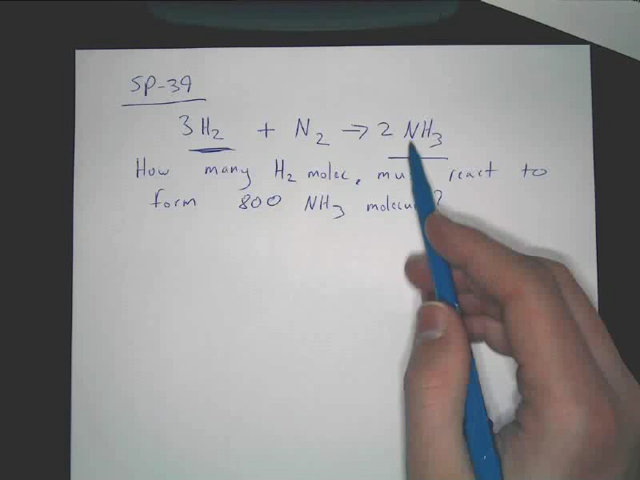 SP-39
3H₂ + N₂ → 2 NH₃
How many H₂ molec. mu react to
form 800 NH₃ molecu ?